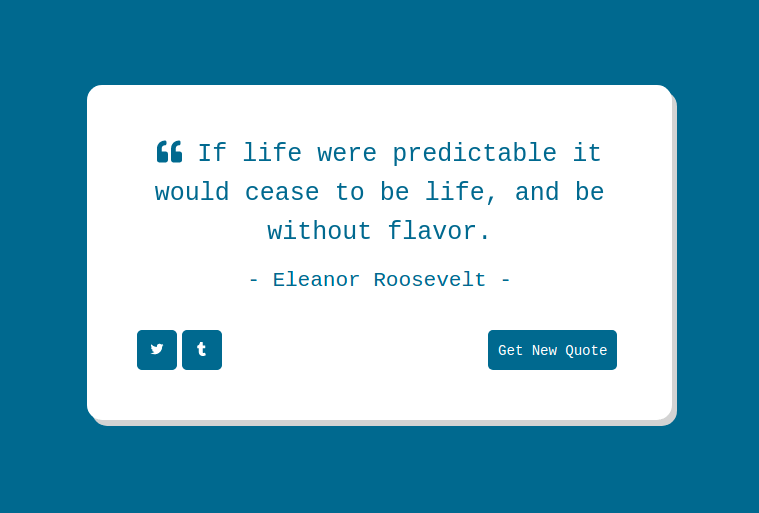 ❝ If life were predictable it
would cease to be life, and be
without flavor.
- Eleanor Roosevelt -
Get New Quote